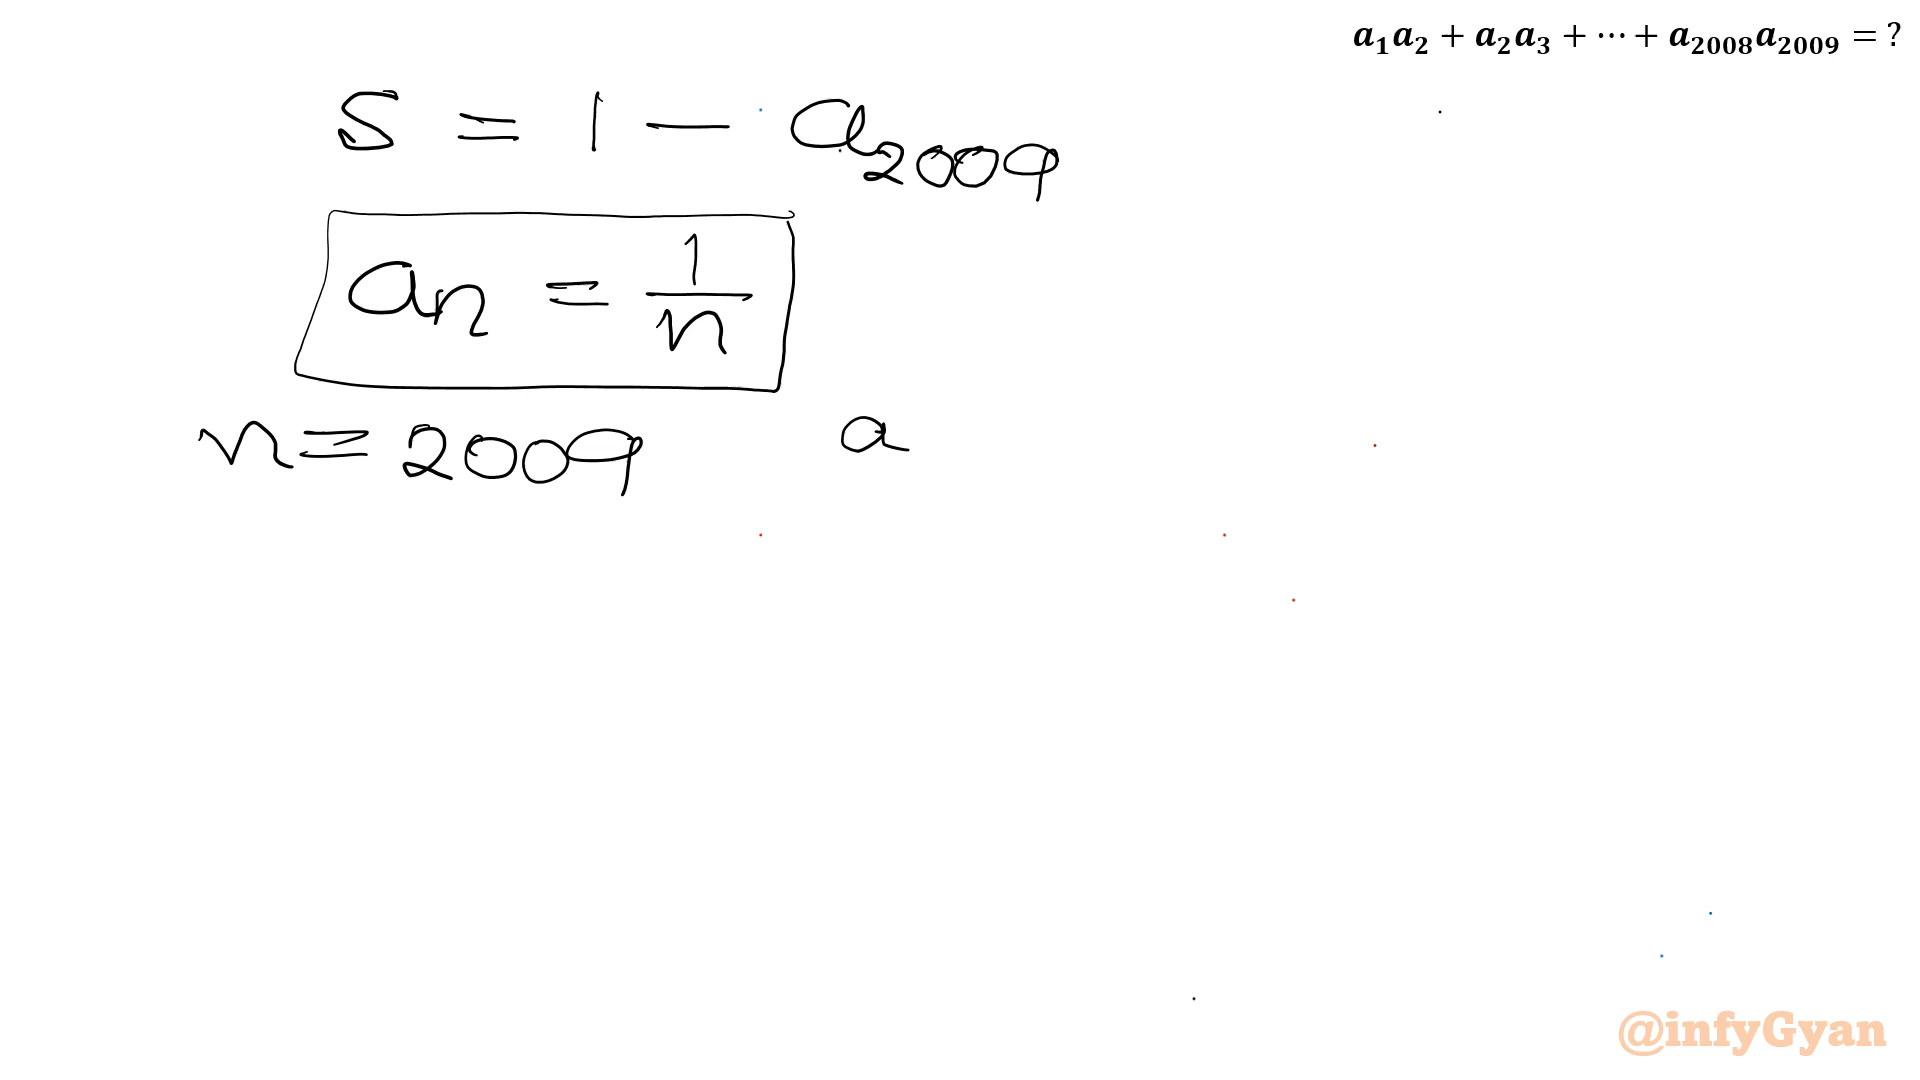 a₁a₂ + a₂a₃ + ⋯ + a₂₀₀₈a₂₀₀₉ = ?
S = 1 − a₂₀₀₉
aₙ = 1/n
n = 2009 a
@infyGyan